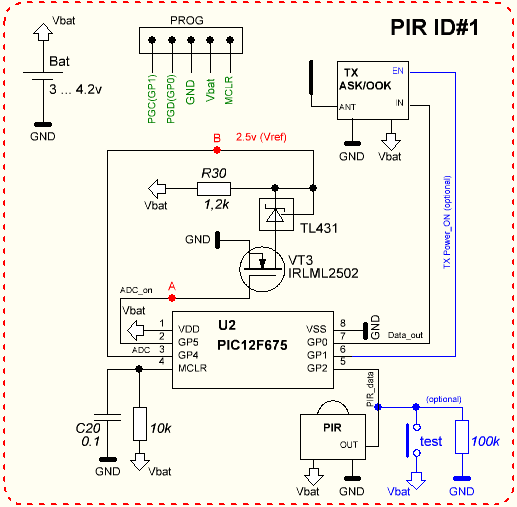 PIR ID#1
Vbat
Bat
3 ... 4.2v
GND
PROG
PGC(GP1)
PGD(GP0)
GND
Vbat
MCLR
TX
ASK/OOK
EN
IN
ANT
GND
Vbat
B
2.5v (Vref)
R30
1,2k
Vbat
TL431
GND
VT3
IRLML2502
TX Power_ON (optional)
ADC_on
A
Vbat
ADC
U2
PIC12F675
1 VDD
2 GP5
3 GP4
4 MCLR
VSS 8
GP0 7
GP1 6
GP2 5
GND
Data_out
PIR_data
(optional)
C20
0.1
10k
GND
Vbat
PIR
OUT
Vbat
GND
test
Vbat
100k
GND